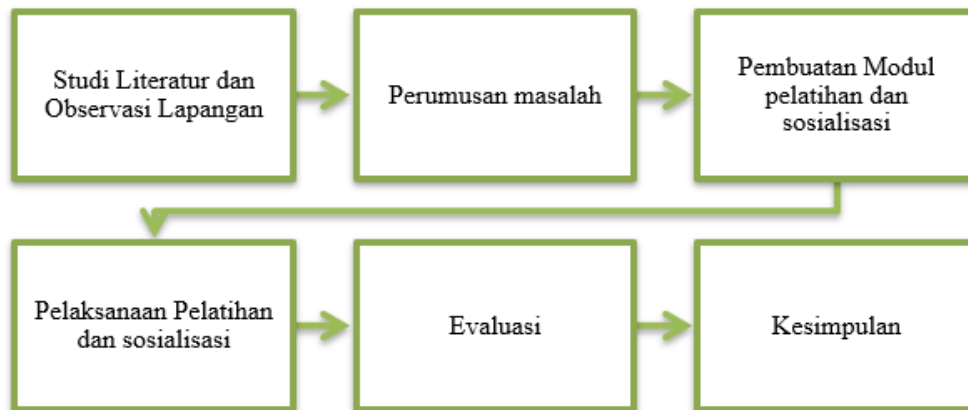 Studi Literatur dan
Observasi Lapangan
Perumusan masalah
Pembuatan Modul
pelatihan dan
sosialisasi
Pelaksanaan Pelatihan
dan sosialisasi
Evaluasi
Kesimpulan